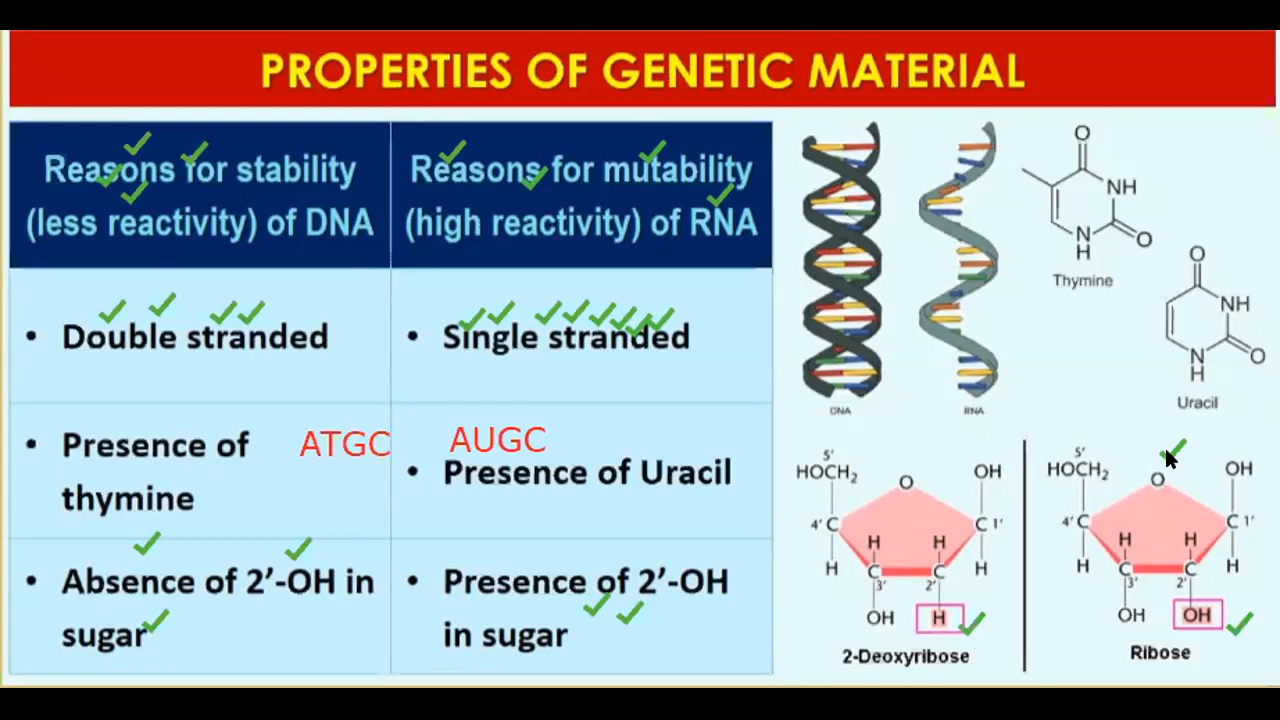 PROPERTIES OF GENETIC MATERIAL
Reasons for stability
(less reactivity) of DNA
Reasons for mutability
(high reactivity) of RNA
• Double stranded
• Single stranded
• Presence of
thymine
ATGC
AUGC
• Presence of Uracil
• Absence of 2’-OH in
sugar
• Presence of 2’-OH
in sugar
DNA
RNA
O
NH
N
H
O
Thymine
O
NH
N
H
O
Uracil
5'
HOCH2
O
OH
4' C
C 1'
H
H
H
H
C
C
3'
2'
OH
H
2-Deoxyribose
5'
HOCH2
O
OH
4' C
C 1'
H
H
H
H
C
C
3'
2'
OH
OH
Ribose